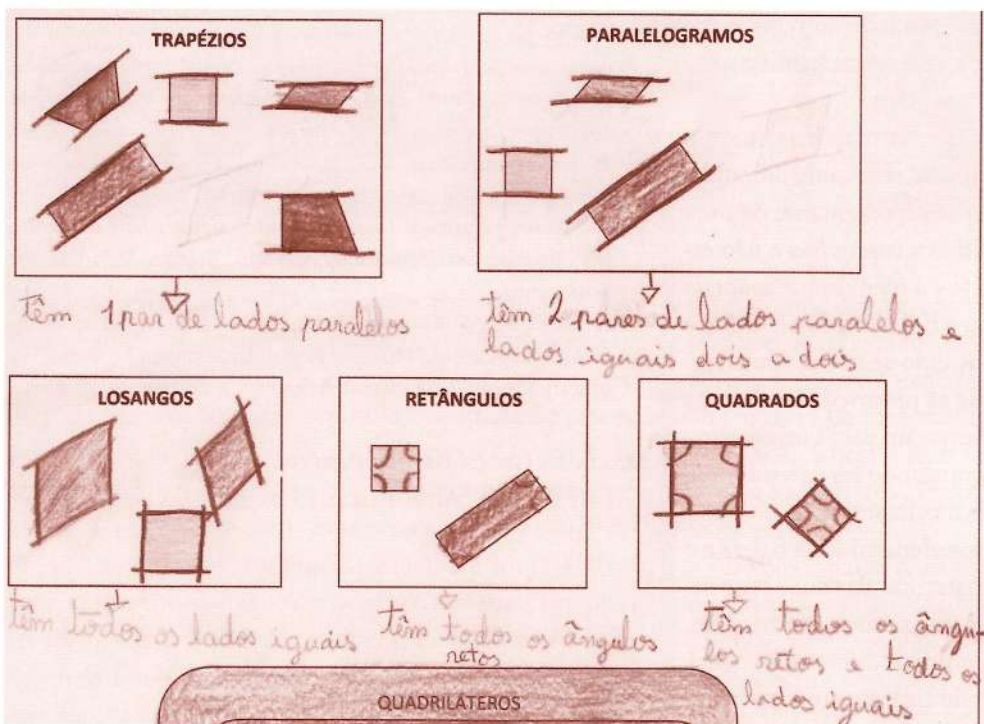 TRAPÉZIOS
PARALELOGRAMOS
têm 1 par de lados paralelos
têm 2 pares de lados paralelos e
lados iguais dois a dois
LOSANGOS
RETÂNGULOS
QUADRADOS
têm todos os lados iguais
têm todos os ângulos
retos
têm todos os ângu-
los retos e todos os
lados iguais
QUADRILÁTEROS